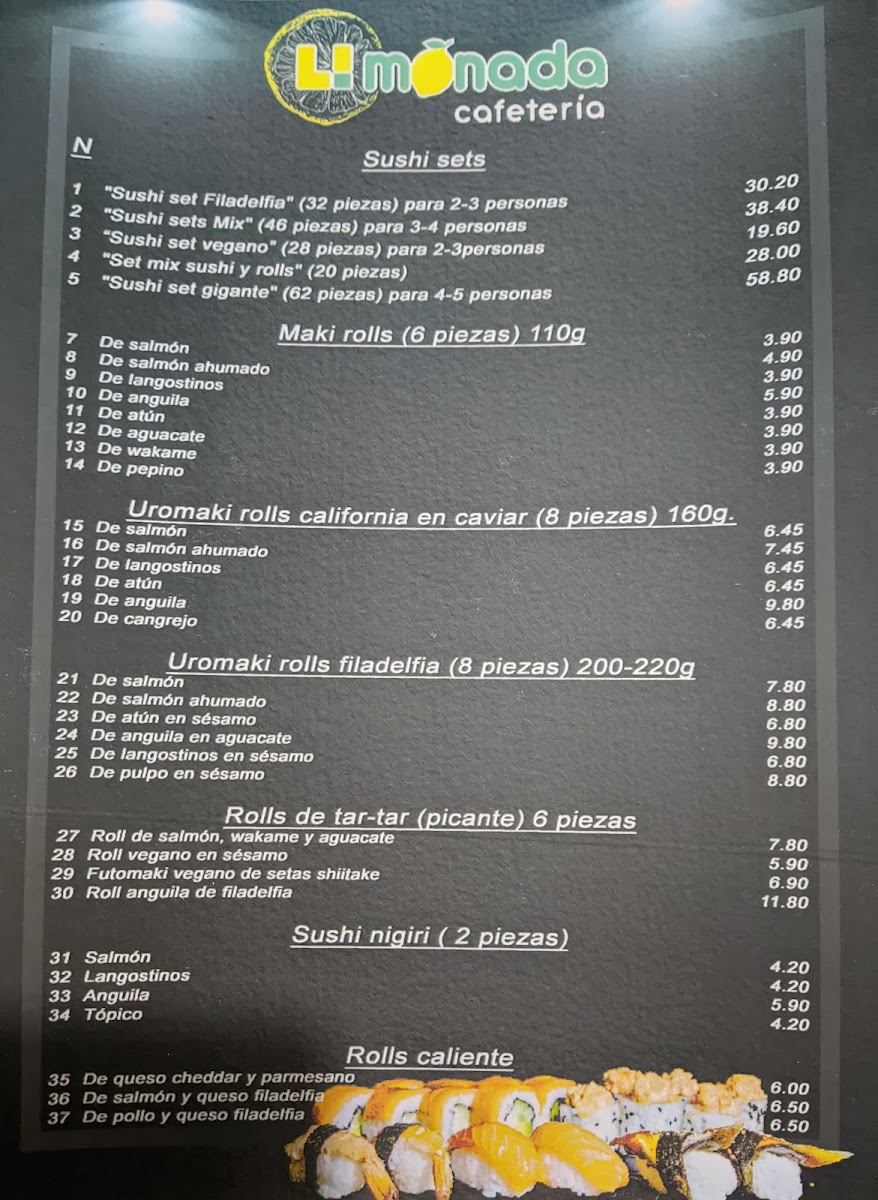 L!monada
cafetería
N
Sushi sets
1 "Sushi set Filadelfia" (32 piezas) para 2-3 personas 30.20
2 "Sushi sets Mix" (46 piezas) para 3-4 personas 38.40
3 "Sushi set vegano" (28 piezas) para 2-3personas 19.60
4 "Set mix sushi y rolls" (20 piezas) 28.00
5 "Sushi set gigante" (62 piezas) para 4-5 personas 58.80
Maki rolls (6 piezas) 110g
7 De salmón 3.90
8 De salmón ahumado 4.90
9 De langostinos 3.90
10 De anguila 5.90
11 De atún 3.90
12 De aguacate 3.90
13 De wakame 3.90
14 De pepino 3.90
Uromaki rolls california en caviar (8 piezas) 160g.
15 De salmón 6.45
16 De salmón ahumado 7.45
17 De langostinos 6.45
18 De atún 6.45
19 De anguila 9.80
20 De cangrejo 6.45
Uromaki rolls filadelfia (8 piezas) 200-220g
21 De salmón 7.80
22 De salmón ahumado 8.80
23 De atún en sésamo 6.80
24 De anguila en aguacate 9.80
25 De langostinos en sésamo 6.80
26 De pulpo en sésamo 8.80
Rolls de tar-tar (picante) 6 piezas
27 Roll de salmón, wakame y aguacate 7.80
28 Roll vegano en sésamo 5.90
29 Futomaki vegano de setas shiitake 6.90
30 Roll anguila de filadelfia 11.80
Sushi nigiri ( 2 piezas)
31 Salmón 4.20
32 Langostinos 4.20
33 Anguila 5.90
34 Tópico 4.20
Rolls caliente
35 De queso cheddar y parmesano 6.00
36 De salmón y queso filadelfia 6.50
37 De pollo y queso filadelfia 6.50